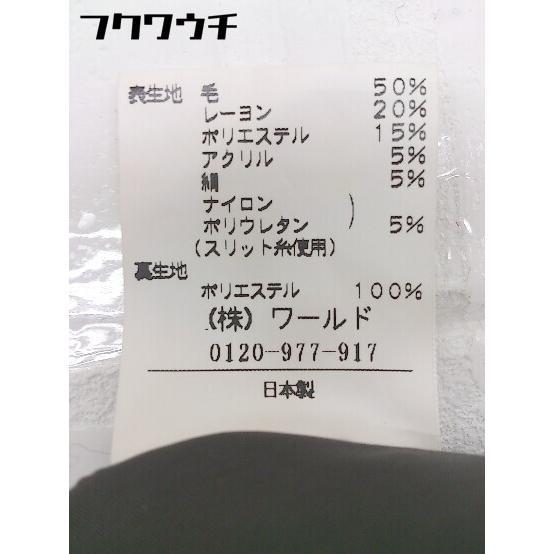 フクワウチ
表生地 毛 50%
レーヨン 20%
ポリエステル 15%
アクリル 5%
絹 5%
ナイロン
ポリウレタン ) 5%
(スリット糸使用)
裏生地
ポリエステル 100%
(株) ワールド
0120-977-917
日本製